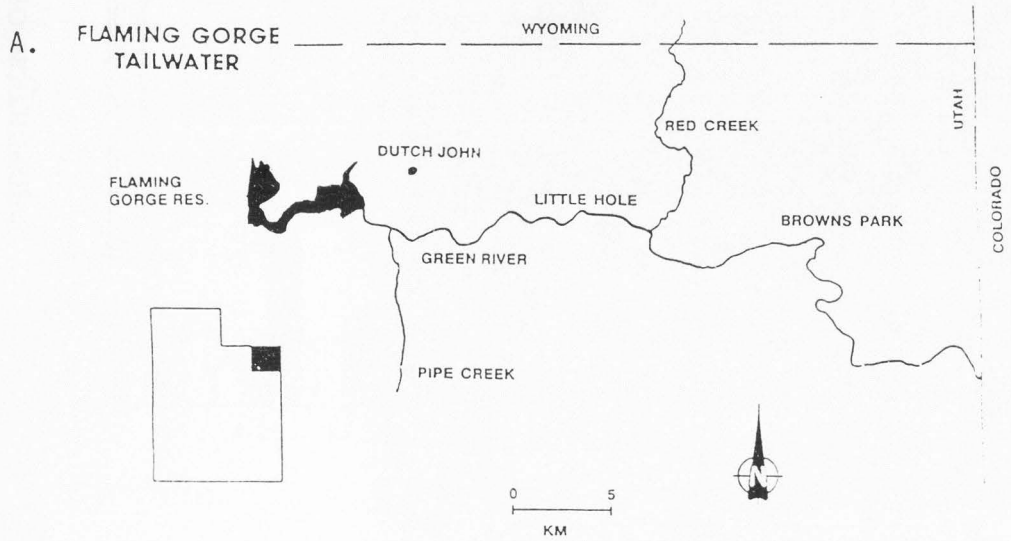 A.
FLAMING GORGE
TAILWATER
WYOMING
UTAH
COLORADO
RED CREEK
DUTCH JOHN
FLAMING
GORGE RES.
LITTLE HOLE
BROWNS PARK
GREEN RIVER
PIPE CREEK
N
0 5
KM